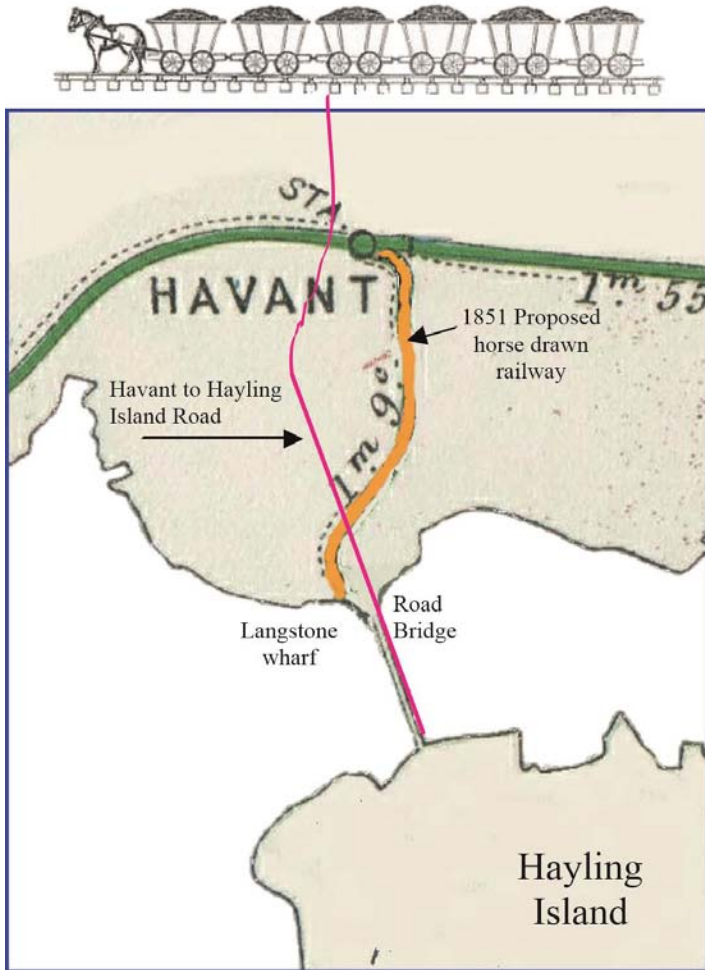 STA.
HAVANT
1m. 55
1851 Proposed
horse drawn
railway
Havant to Hayling
Island Road
1m. 9c.
Langstone
wharf
Road
Bridge
Hayling
Island